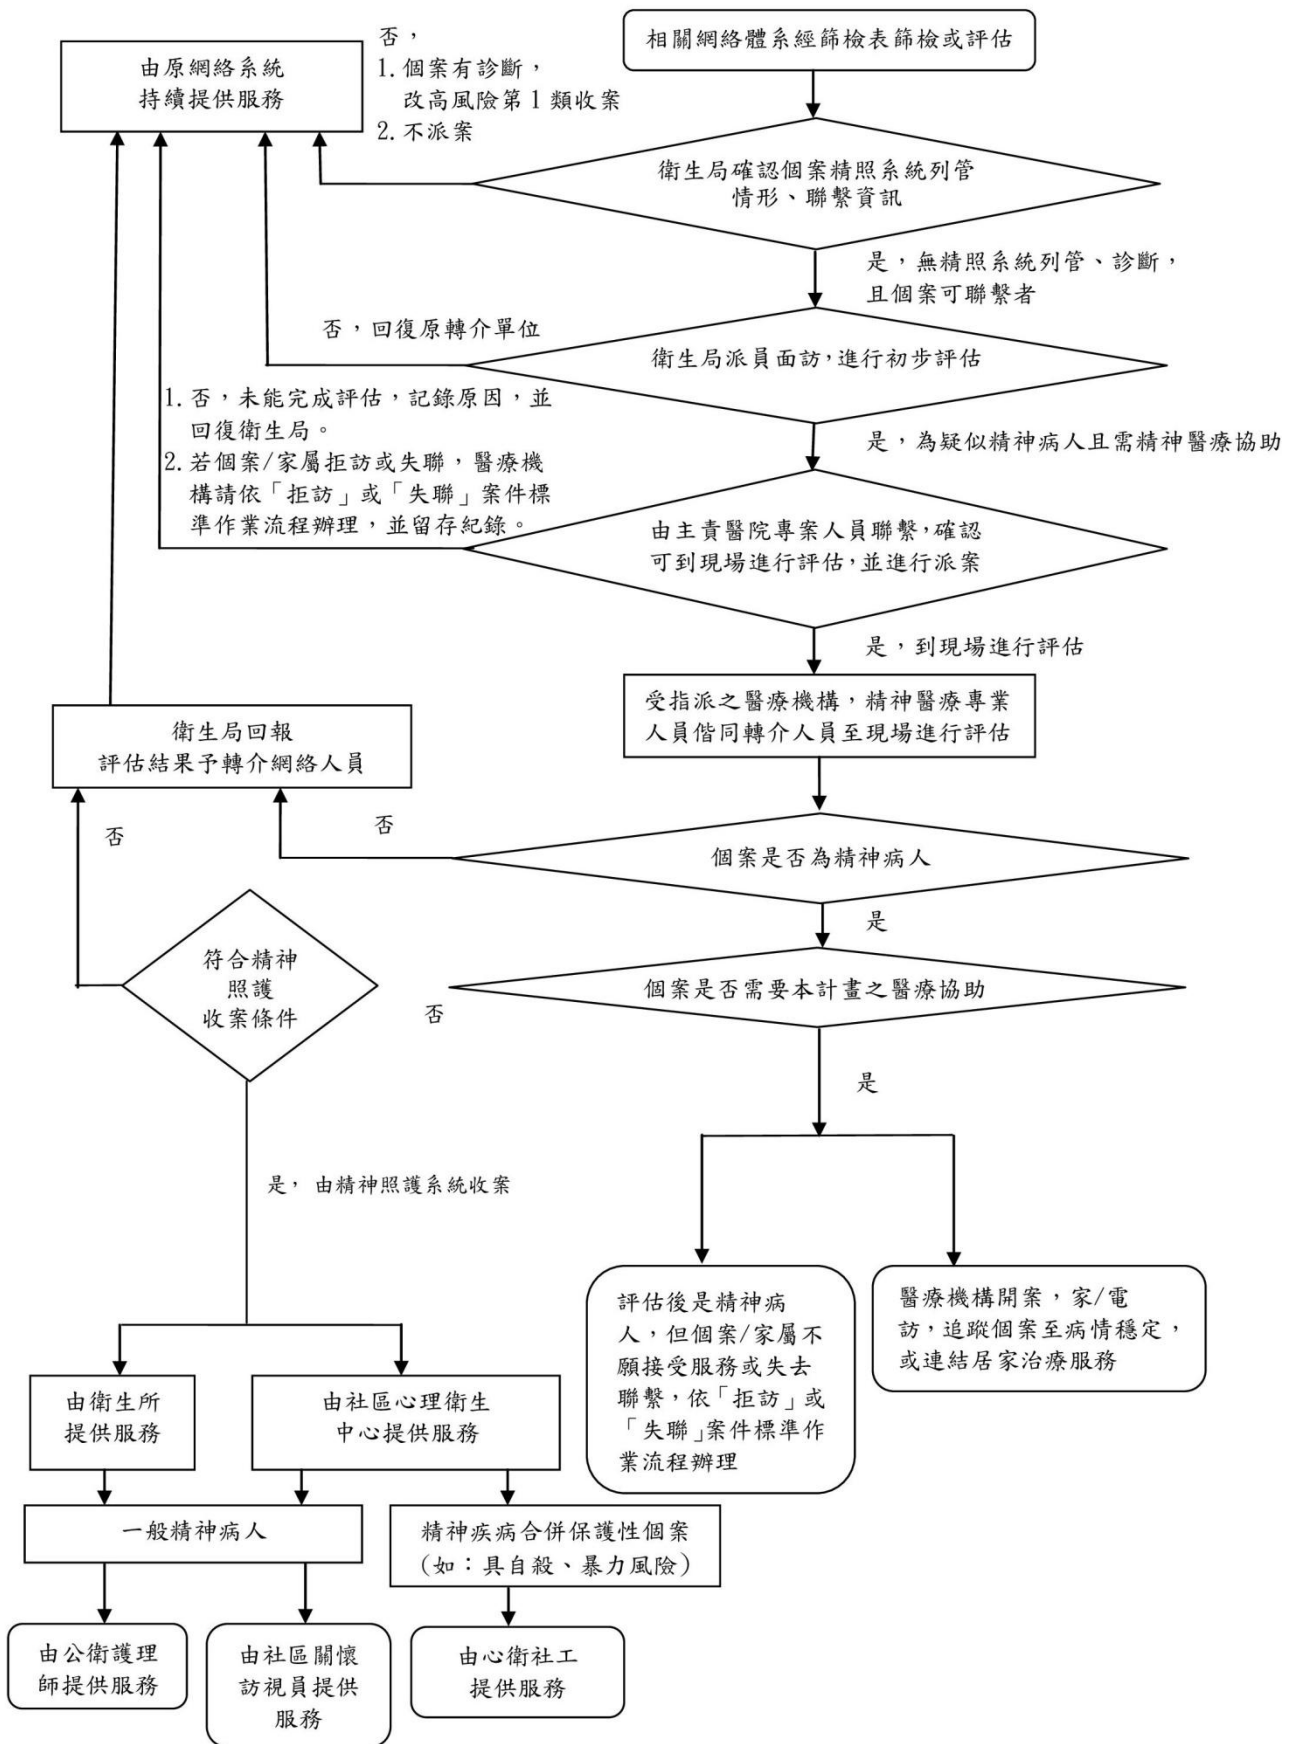 相關網絡體系經篩檢表篩檢或評估
否，
1. 個案有診斷，
改高風險第1類收案
2. 不派案
由原網絡系統
持續提供服務
衛生局確認個案精照系統列管
情形、聯繫資訊
是，無精照系統列管、診斷，
且個案可聯繫者
否，回復原轉介單位
衛生局派員面訪，進行初步評估
1. 否，未能完成評估，記錄原因，並
回復衛生局。
2. 若個案/家屬拒訪或失聯，醫療機
構請依「拒訪」或「失聯」案件標
準作業流程辦理，並留存紀錄。
是，為疑似精神病人且需精神醫療協助
由主責醫院專案人員聯繫，確認
可到現場進行評估，並進行派案
是，到現場進行評估
受指派之醫療機構，精神醫療專業
人員偕同轉介人員至現場進行評估
衛生局回報
評估結果予轉介網絡人員
否
否
個案是否為精神病人
是
符合精神
照護
收案條件
否
個案是否需要本計畫之醫療協助
是
是，由精神照護系統收案
評估後是精神病
人，但個案/家屬不
願接受服務或失去
聯繫，依「拒訪」或
「失聯」案件標準作
業流程辦理
醫療機構開案，家/電
訪，追蹤個案至病情穩定，
或連結居家治療服務
由衛生所
提供服務
由社區心理衛生
中心提供服務
一般精神病人
精神疾病合併保護性個案
(如：具自殺、暴力風險)
由公衛護理
師提供服務
由社區關懷
訪視員提供
服務
由心衛社工
提供服務